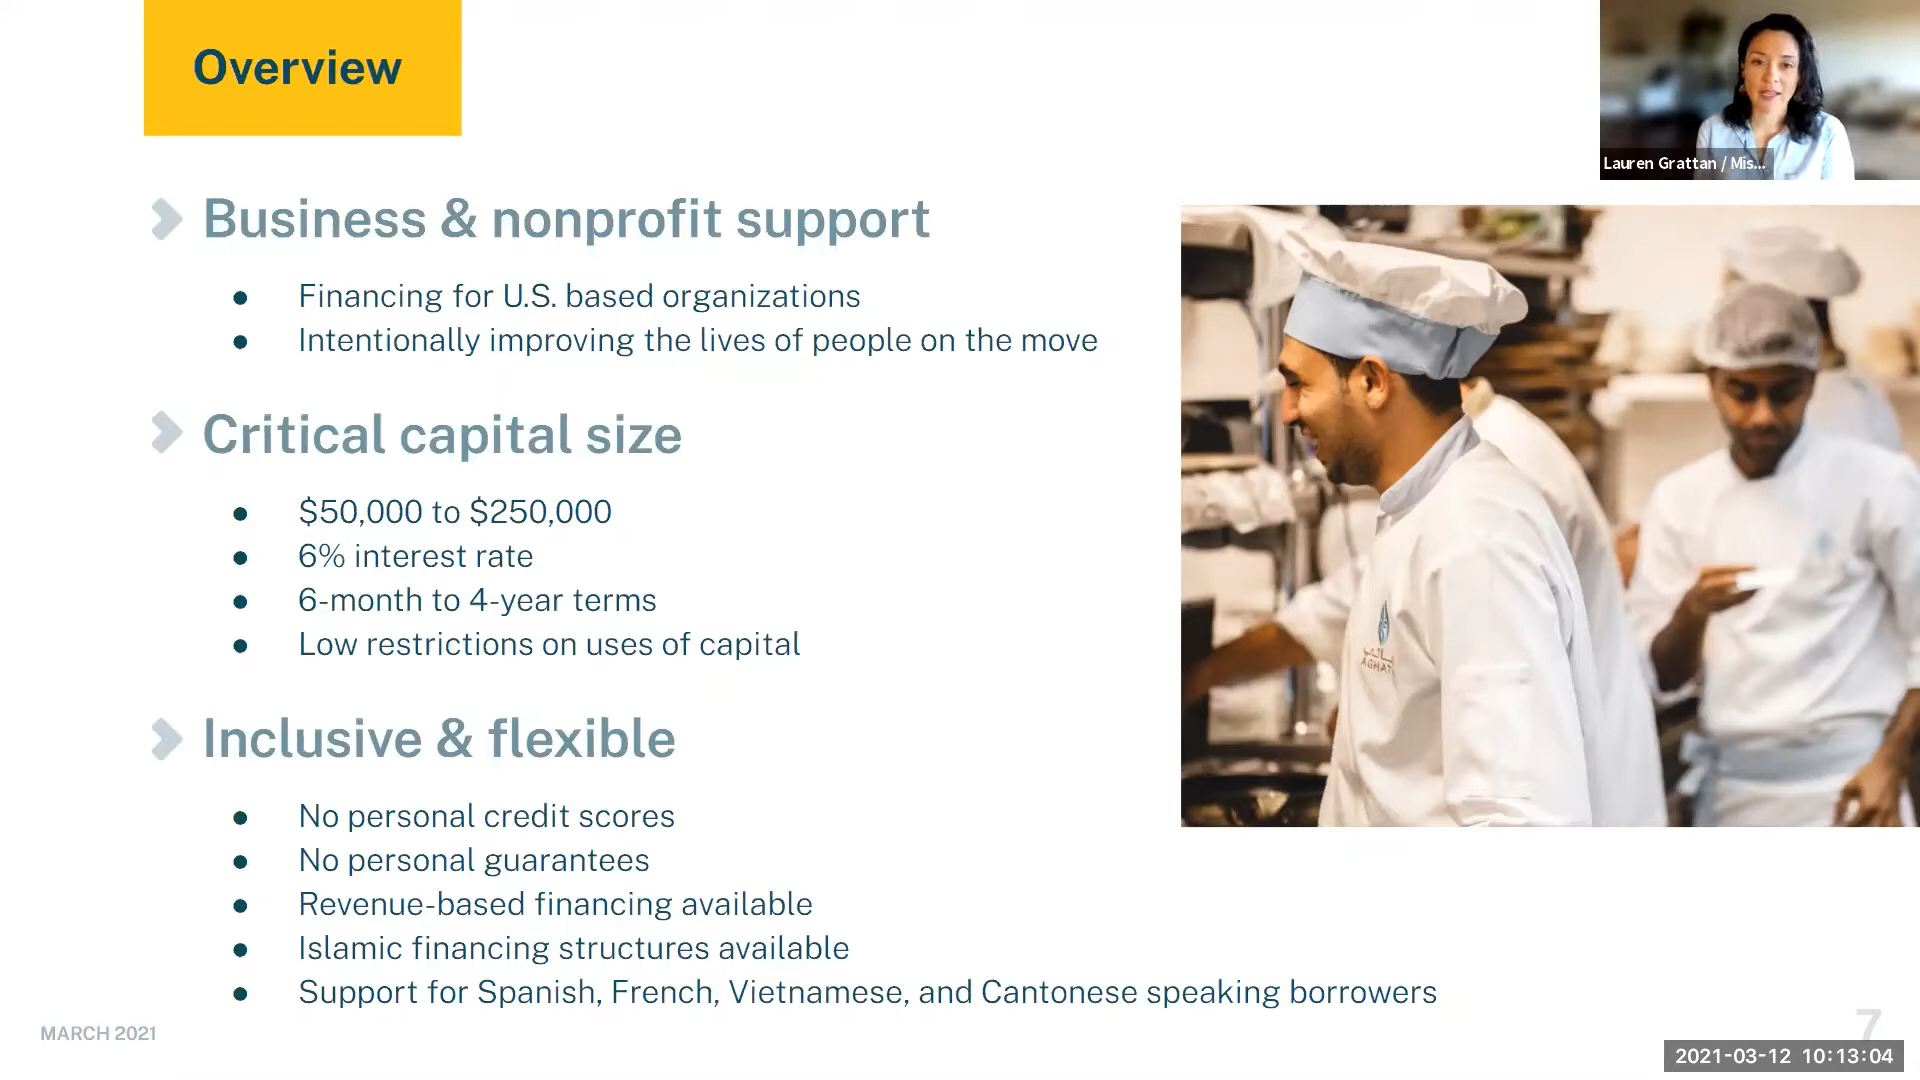 Overview
Lauren Grattan / Mis...
Business & nonprofit support
Financing for U.S. based organizations
Intentionally improving the lives of people on the move
Critical capital size
$50,000 to $250,000
6% interest rate
6-month to 4-year terms
Low restrictions on uses of capital
Inclusive & flexible
No personal credit scores
No personal guarantees
Revenue-based financing available
Islamic financing structures available
Support for Spanish, French, Vietnamese, and Cantonese speaking borrowers
MARCH 2021
7
2021-03-12 10:13:04